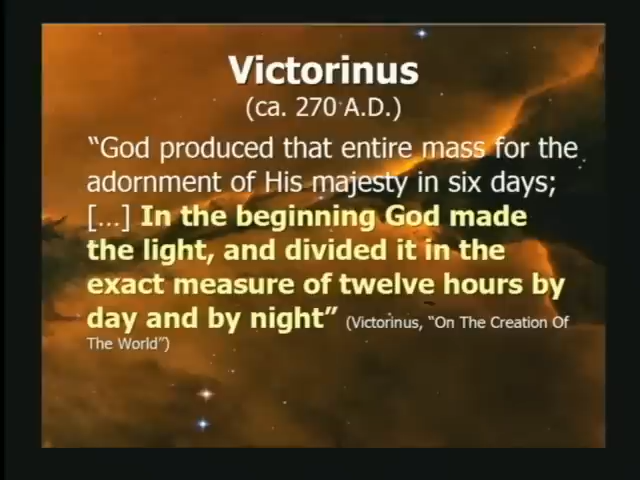 Victorinus
(ca. 270 A.D.)
“God produced that entire mass for the
adornment of His majesty in six days;
[...] In the beginning God made
the light, and divided it in the
exact measure of twelve hours by
day and by night” (Victorinus, “On The Creation Of
The World”)